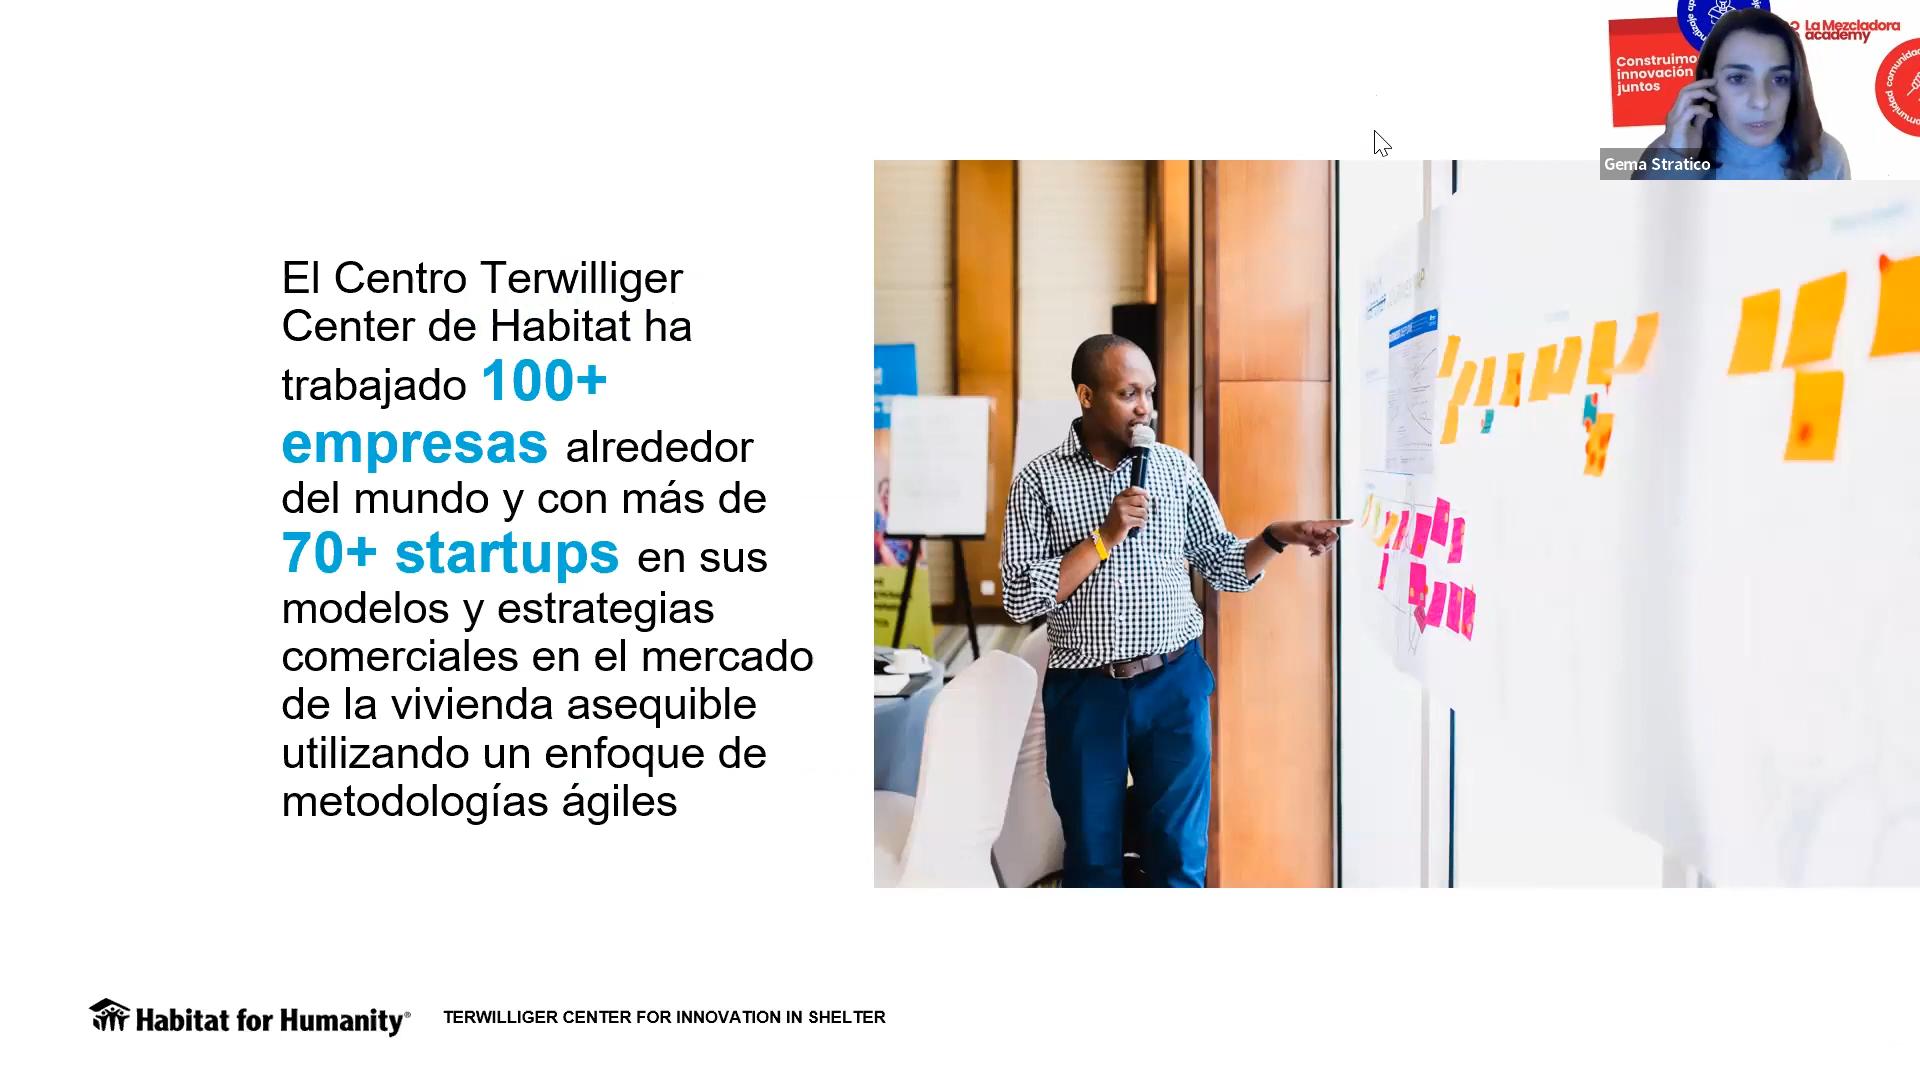 El Centro Terwilliger
Center de Habitat ha
trabajado 100+
empresas alrededor
del mundo y con más de
70+ startups en sus
modelos y estrategias
comerciales en el mercado
de la vivienda asequible
utilizando un enfoque de
metodologías ágiles
Habitat for Humanity®
TERWILLIGER CENTER FOR INNOVATION IN SHELTER
La Mezcladora
academy
innovación
juntos
comunidad
Gema Stratico